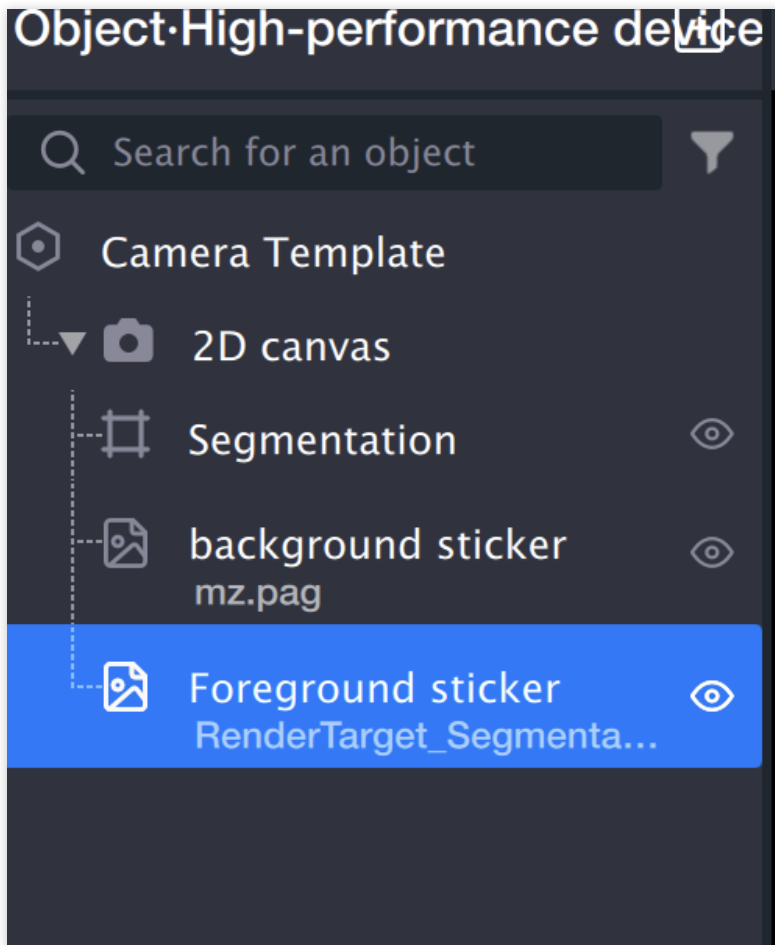 Object·High-performance device
Search for an object
Camera Template
2D canvas
Segmentation
background sticker
mz.pag
Foreground sticker
RenderTarget_Segmenta...